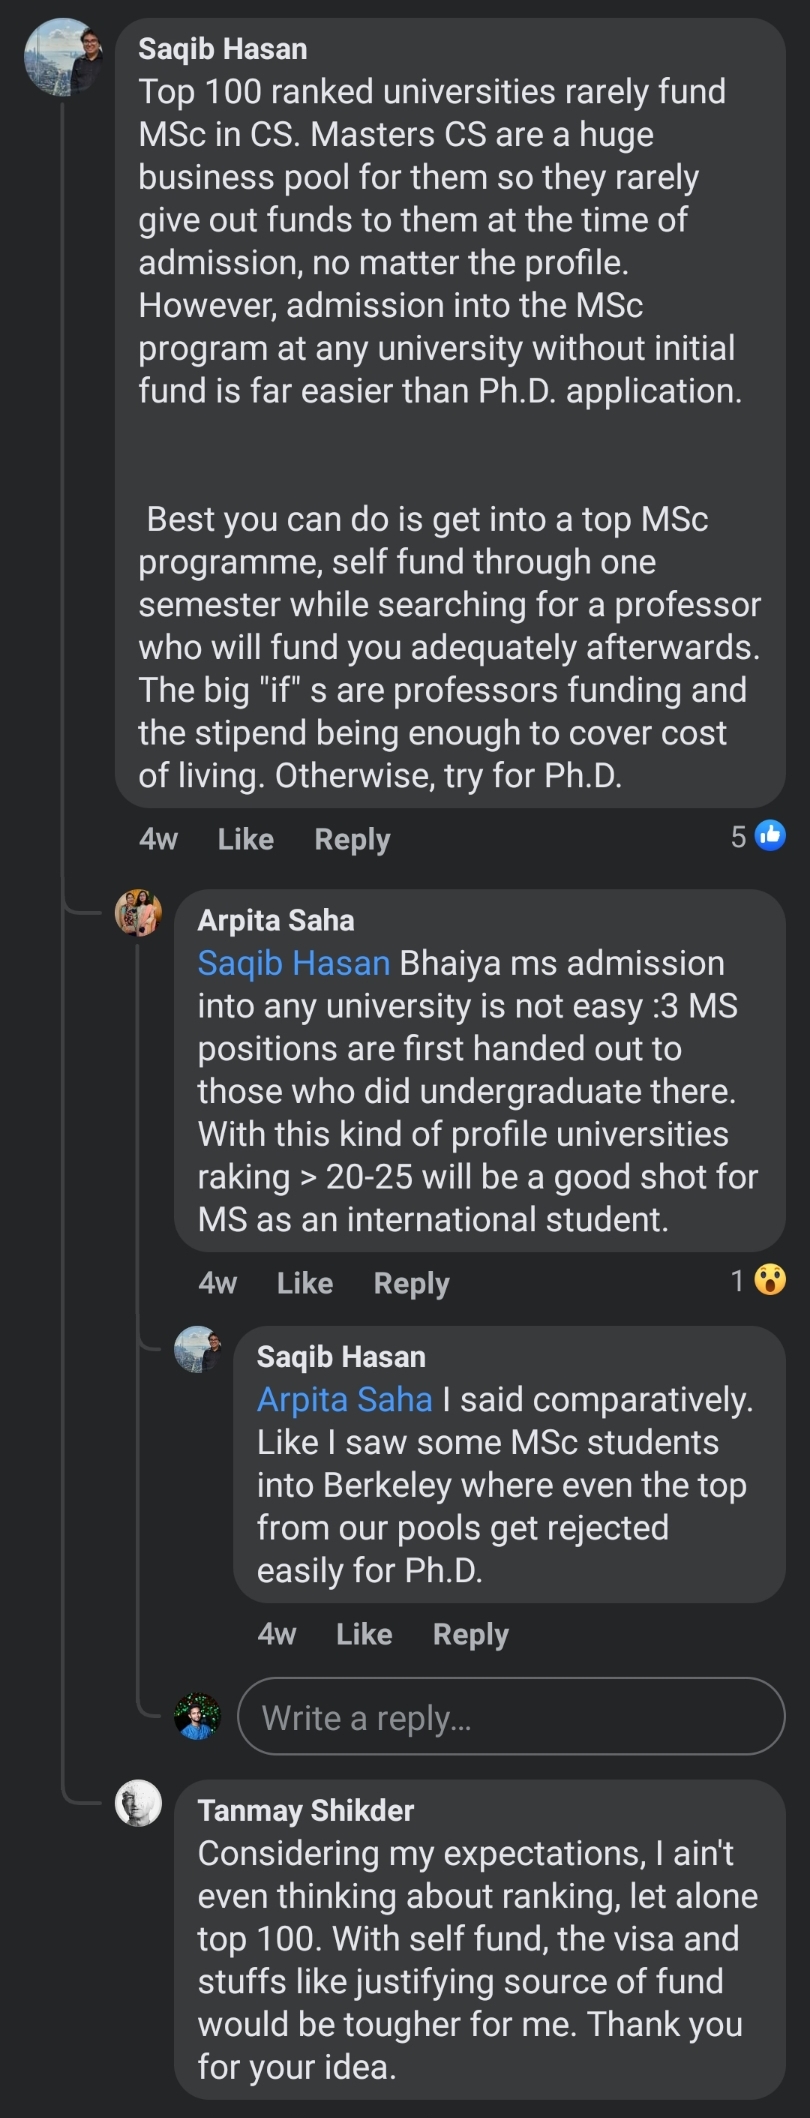 Saqib Hasan
Top 100 ranked universities rarely fund
MSc in CS. Masters CS are a huge
business pool for them so they rarely
give out funds to them at the time of
admission, no matter the profile.
However, admission into the MSc
program at any university without initial
fund is far easier than Ph.D. application.
Best you can do is get into a top MSc
programme, self fund through one
semester while searching for a professor
who will fund you adequately afterwards.
The big "if" s are professors funding and
the stipend being enough to cover cost
of living. Otherwise, try for Ph.D.
4w Like Reply 5
Arpita Saha
Saqib Hasan Bhaiya ms admission
into any university is not easy :3 MS
positions are first handed out to
those who did undergraduate there.
With this kind of profile universities
raking > 20-25 will be a good shot for
MS as an international student.
4w Like Reply 1
Saqib Hasan
Arpita Saha I said comparatively.
Like I saw some MSc students
into Berkeley where even the top
from our pools get rejected
easily for Ph.D.
4w Like Reply
Write a reply...
Tanmay Shikder
Considering my expectations, I ain't
even thinking about ranking, let alone
top 100. With self fund, the visa and
stuffs like justifying source of fund
would be tougher for me. Thank you
for your idea.